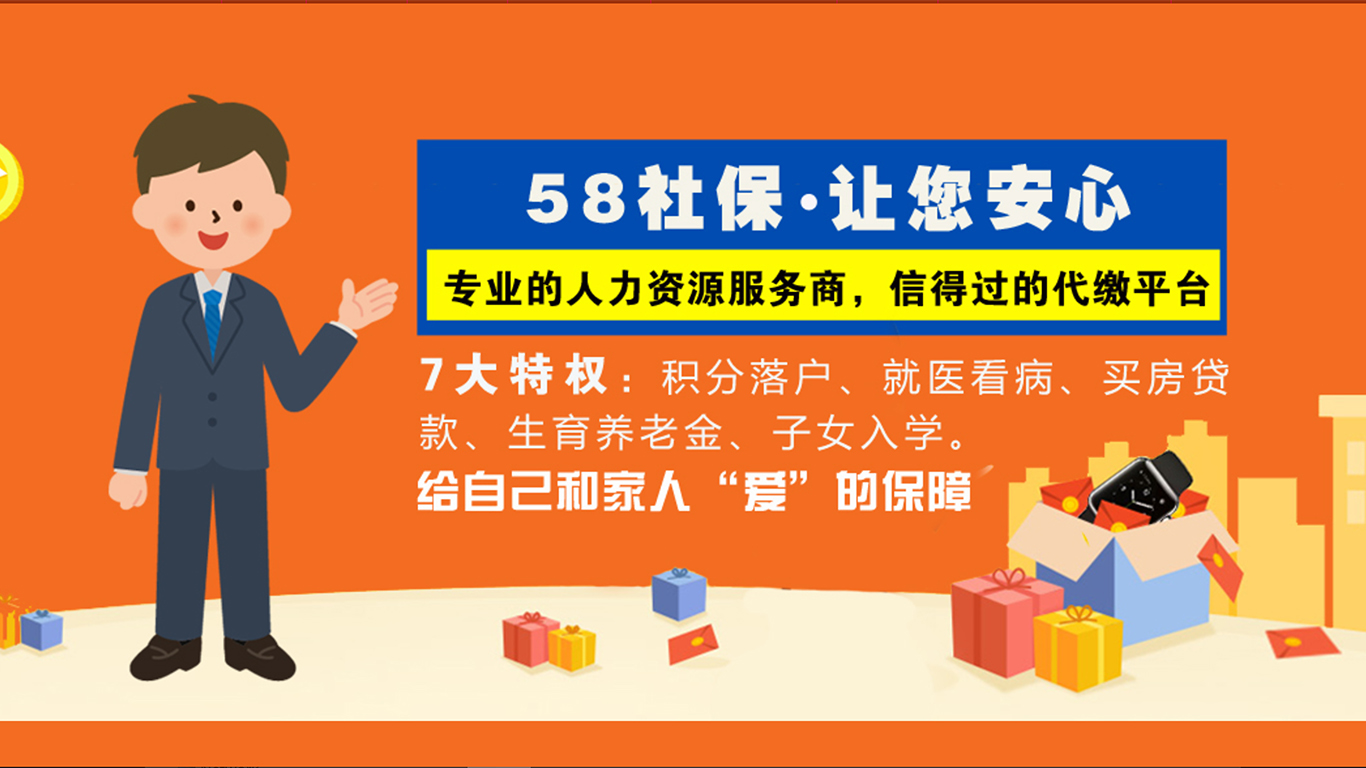 58社保·让您安心
专业的人力资源服务商，信得过的代缴平台
7大特权：积分落户、就医看病、买房贷
款、生育养老金、子女入学。
给自己和家人“爱”的保障